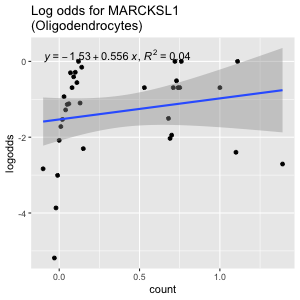 Log odds for MARCKSL1
(Oligodendrocytes)
y = −1.53 + 0.556 x, R² = 0.04
0
-2
-4
0.0 0.5 1.0
count
logodds